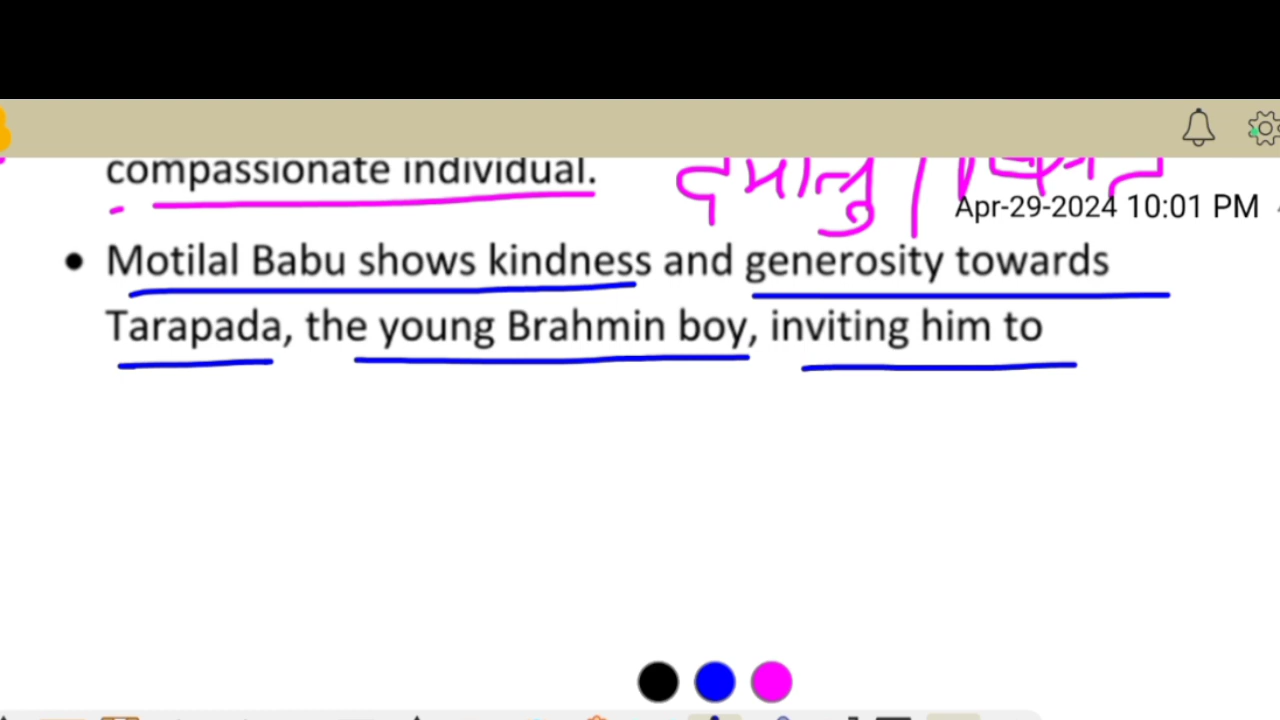 compassionate individual. दयालु
Apr-29-2024 10:01 PM
• Motilal Babu shows kindness and generosity towards
Tarapada, the young Brahmin boy, inviting him to